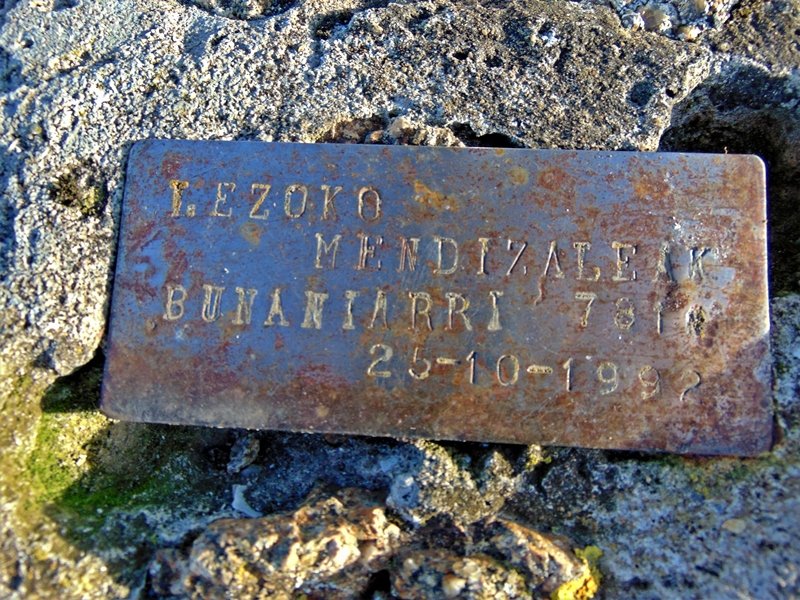 LEZOKO
MENDIZALEAK
BUNANIARRI
25-10-1992